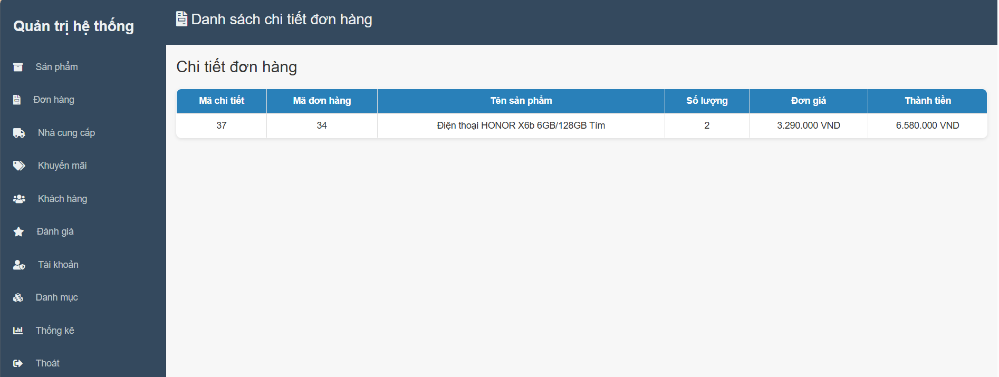 Quản trị hệ thống
Sản phẩm
Đơn hàng
Nhà cung cấp
Khuyến mãi
Khách hàng
Đánh giá
Tài khoản
Danh mục
Thống kê
Thoát
Danh sách chi tiết đơn hàng
Chi tiết đơn hàng
Mã chi tiết Mã đơn hàng Tên sản phẩm Số lượng Đơn giá Thành tiền
37 34 Điện thoại HONOR X6b 6GB/128GB Tím 2 3.290.000 VND 6.580.000 VND